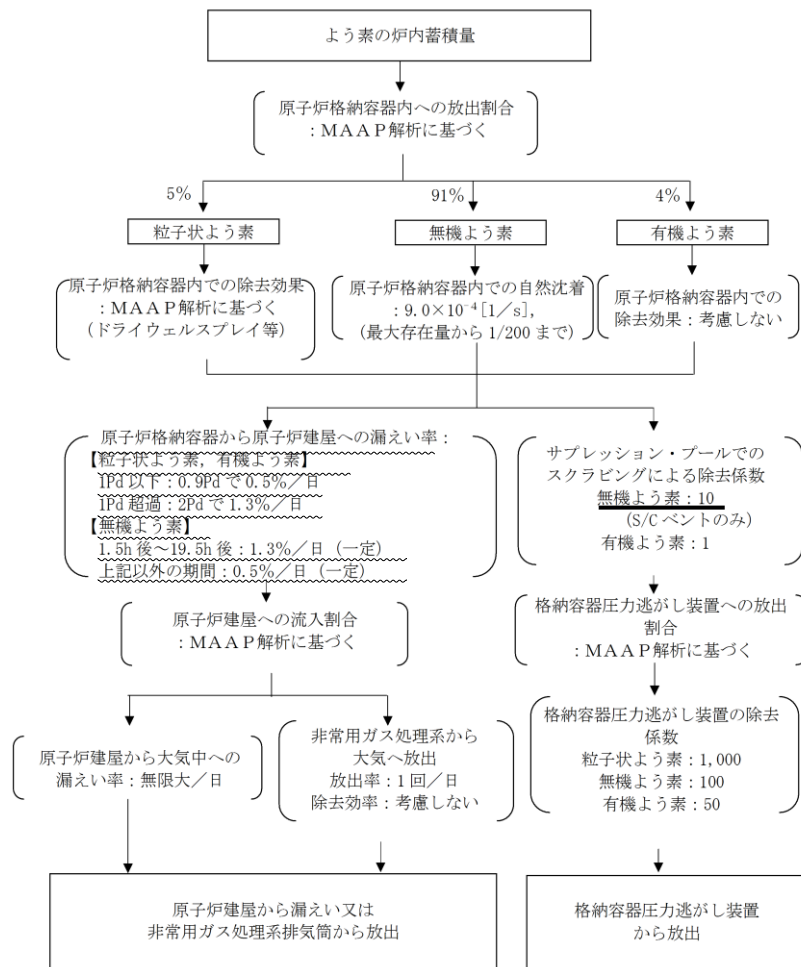 よう素の炉内蓄積量
原子炉格納容器内への放出割合
：ＭＡＡＰ解析に基づく
5%
91%
4%
粒子状よう素
無機よう素
有機よう素
原子炉格納容器内での除去効果
：ＭＡＡＰ解析に基づく
(ドライウェルスプレイ等)
原子炉格納容器内での自然沈着
：9.0×10⁻⁴[1／s],
(最大存在量から 1/200 まで)
原子炉格納容器内での
除去効果：考慮しない
原子炉格納容器から原子炉建屋への漏えい率：
【粒子状よう素，有機よう素】
1Pd 以下：0.9Pd で 0.5%／日
1Pd 超過：2Pd で 1.3%／日
【無機よう素】
1.5h 後～19.5h 後：1.3%／日（一定）
上記以外の期間：0.5%／日（一定）
サプレッション・プールでの
スクラビングによる除去係数
無機よう素：10
(S/C ベントのみ)
有機よう素：1
原子炉建屋への流入割合
：ＭＡＡＰ解析に基づく
格納容器圧力逃がし装置への放出
割合
：ＭＡＡＰ解析に基づく
原子炉建屋から大気中への
漏えい率：無限大／日
非常用ガス処理系から
大気へ放出
放出率：1 回／日
除去効率：考慮しない
格納容器圧力逃がし装置の除去
係数
粒子状よう素：1,000
無機よう素：100
有機よう素：50
原子炉建屋から漏えい又は
非常用ガス処理系排気筒から放出
格納容器圧力逃がし装置
から放出